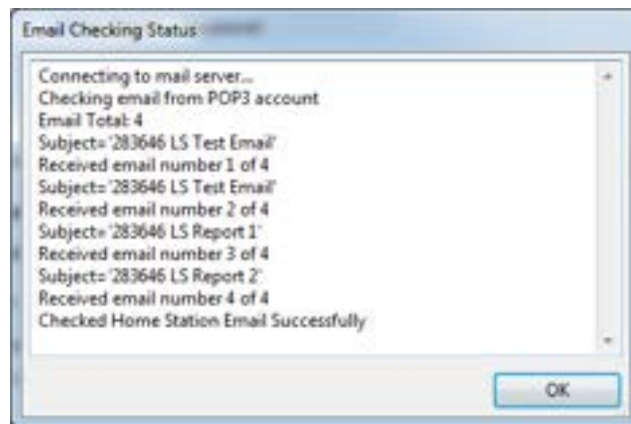 Email Checking Status
Connecting to mail server...
Checking email from POP3 account
Email Total: 4
Subject='283646 LS Test Email'
Received email number 1 of 4
Subject='283646 LS Test Email'
Received email number 2 of 4
Subject='283646 LS Report 1'
Received email number 3 of 4
Subject='283646 LS Report 2'
Received email number 4 of 4
Checked Home Station Email Successfully
OK